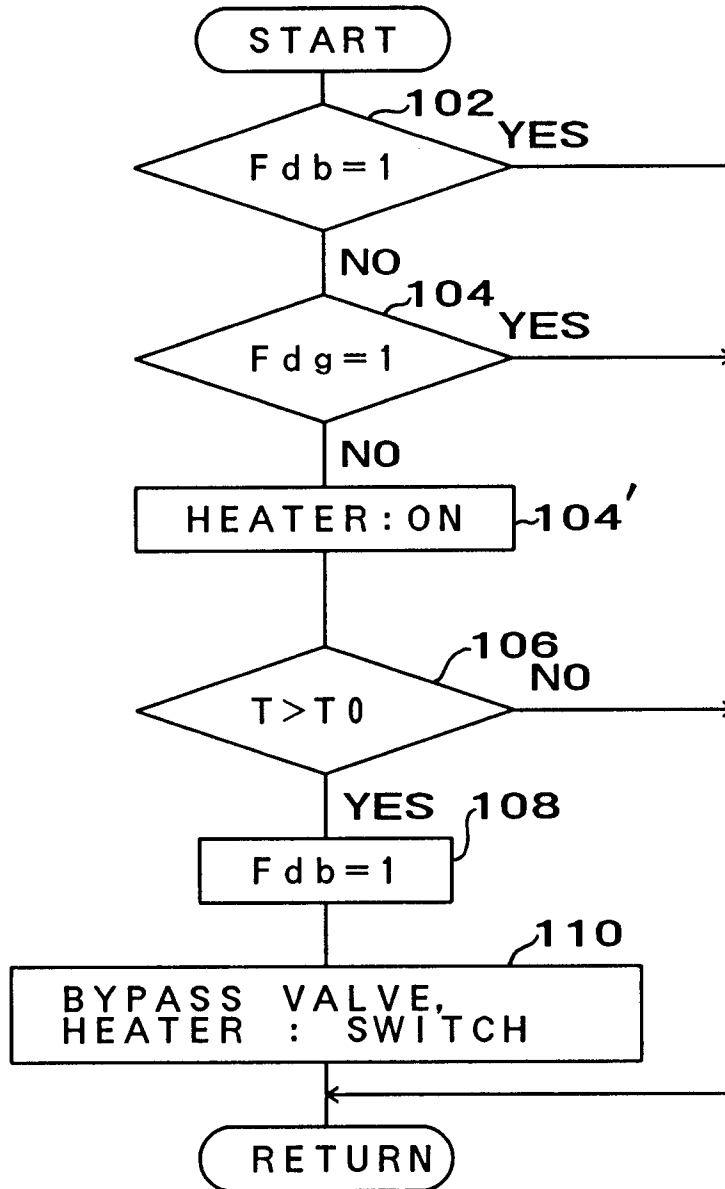 START
102
YES
Fdb=1
NO
104
YES
Fdg=1
NO
HEATER:ON
104'
106
NO
T>T0
YES
108
Fdb=1
110
BYPASS VALVE,
HEATER : SWITCH
RETURN